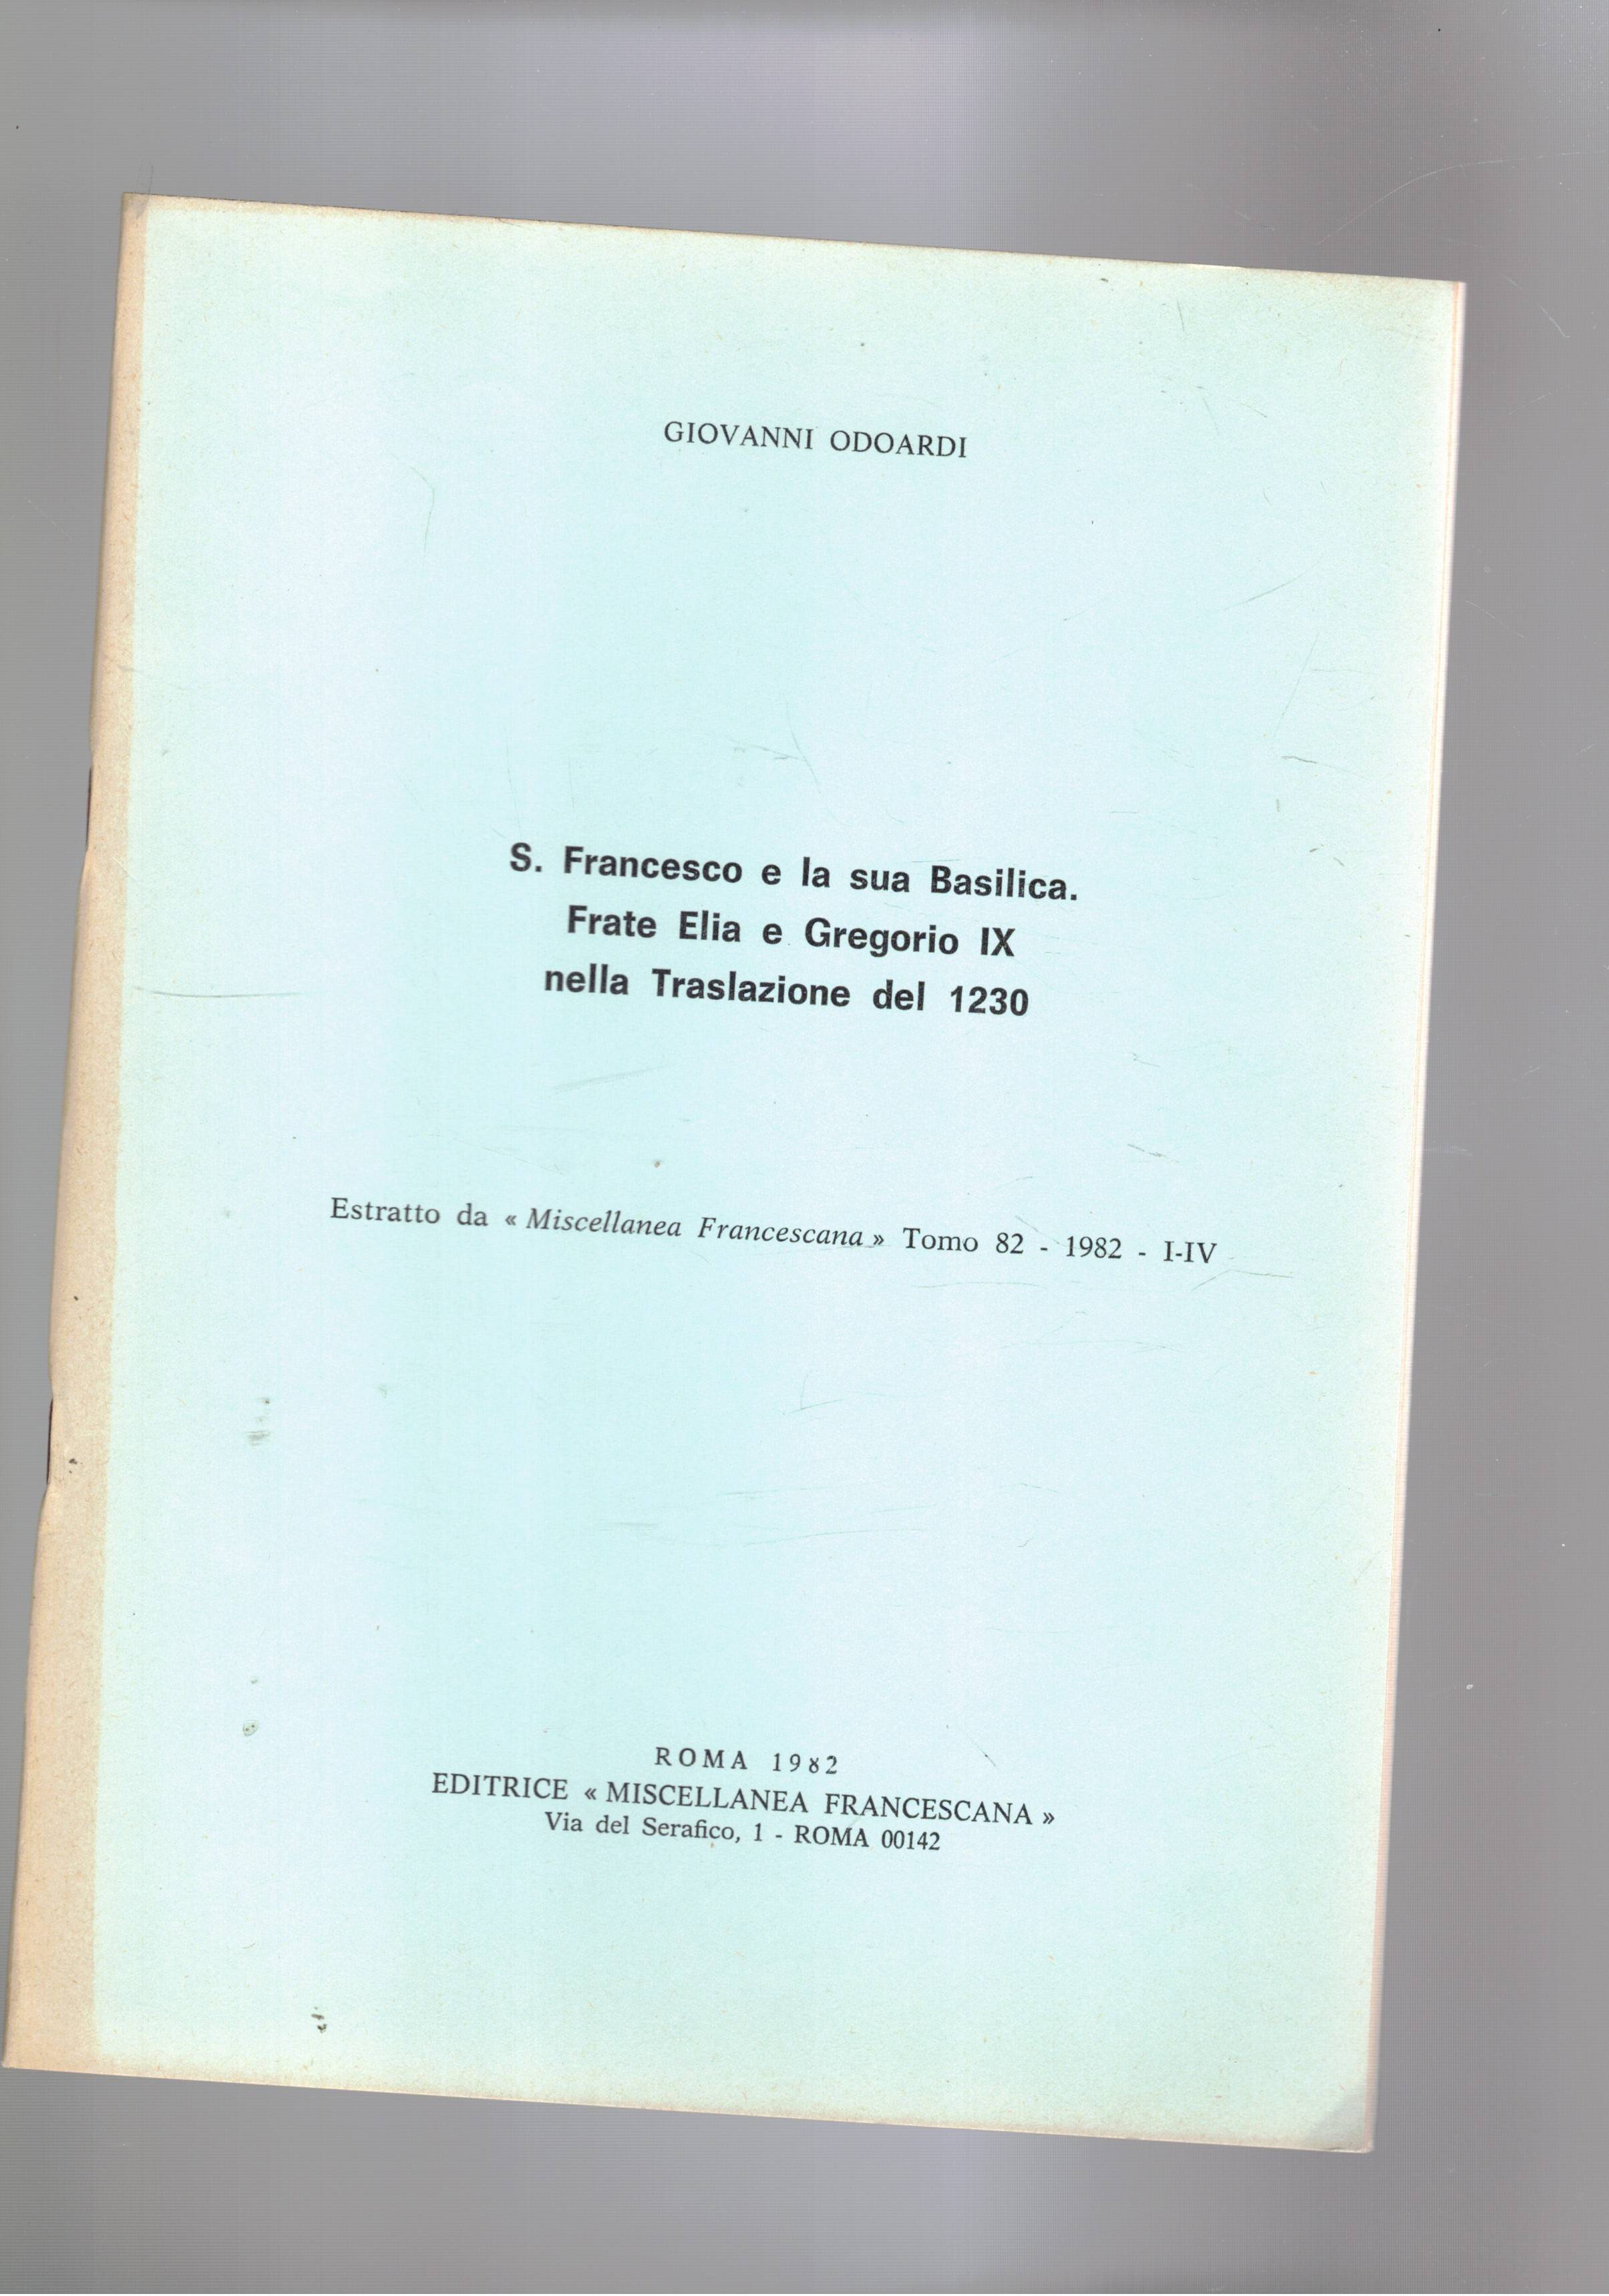 GIOVANNI ODOARDI
S. Francesco e la sua Basilica.
Frate Elia e Gregorio IX
nella Traslazione del 1230
Estratto da « Miscellanea Francescana » Tomo 82 - 1982 - I-IV
ROMA 1982
EDITRICE « MISCELLANEA FRANCESCANA »
Via del Serafico, 1 - ROMA 00142